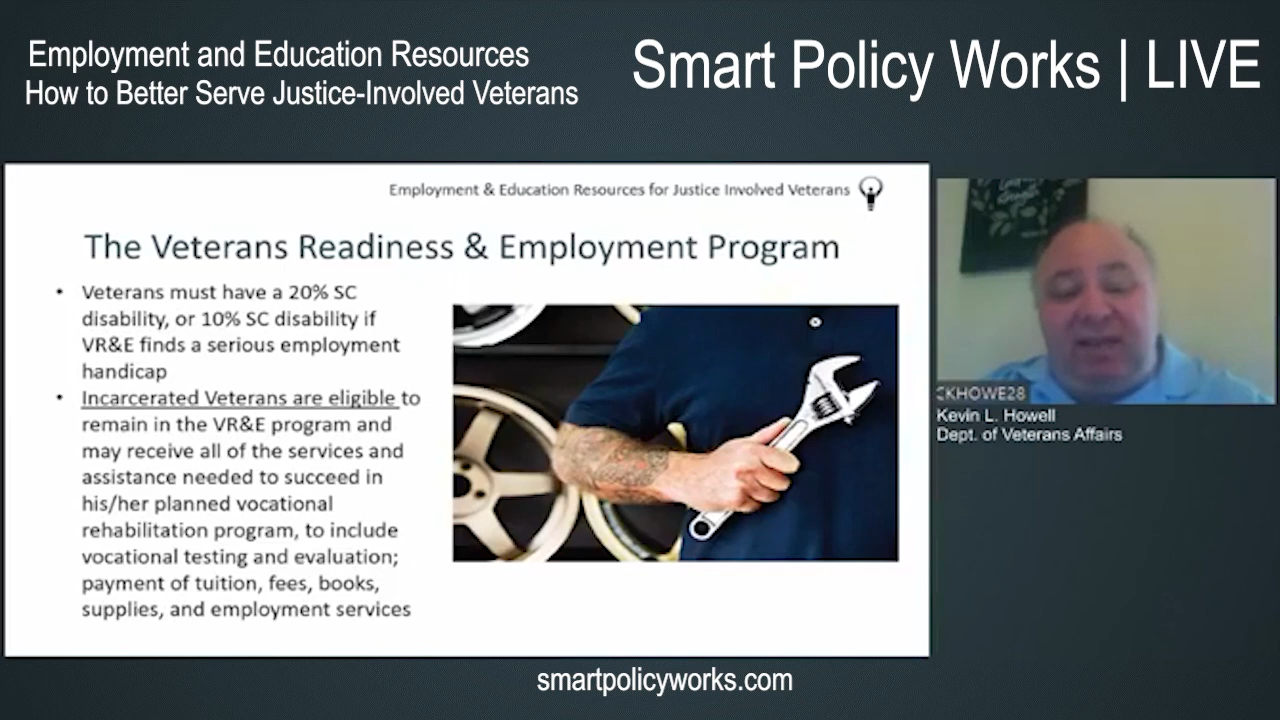 Employment and Education Resources
How to Better Serve Justice-Involved Veterans
Smart Policy Works | LIVE
Employment & Education Resources for Justice Involved Veterans
The Veterans Readiness & Employment Program
• Veterans must have a 20% SC
disability, or 10% SC disability if
VR&E finds a serious employment
handicap
• Incarcerated Veterans are eligible to
remain in the VR&E program and
may receive all of the services and
assistance needed to succeed in
his/her planned vocational
rehabilitation program, to include
vocational testing and evaluation;
payment of tuition, fees, books,
supplies, and employment services
CKHOWE28
Kevin L. Howell
Dept. of Veterans Affairs
smartpolicyworks.com